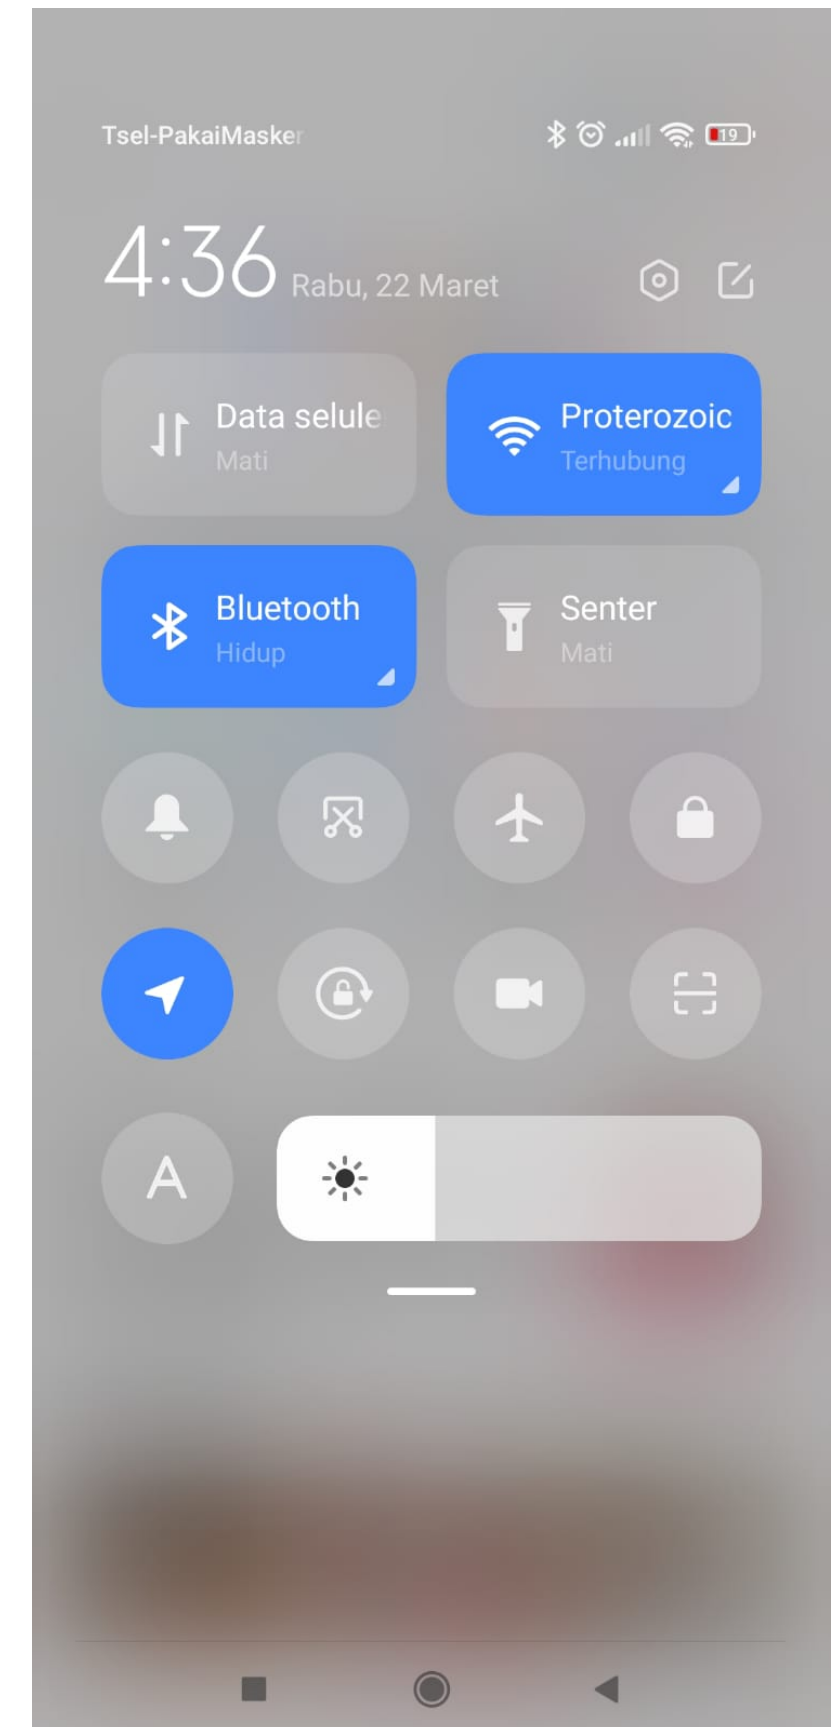 Tsel-PakaiMasker
19
4:36 Rabu, 22 Maret
Data selule
Mati
Proterozoic
Terhubung
Bluetooth
Hidup
Senter
Mati
A